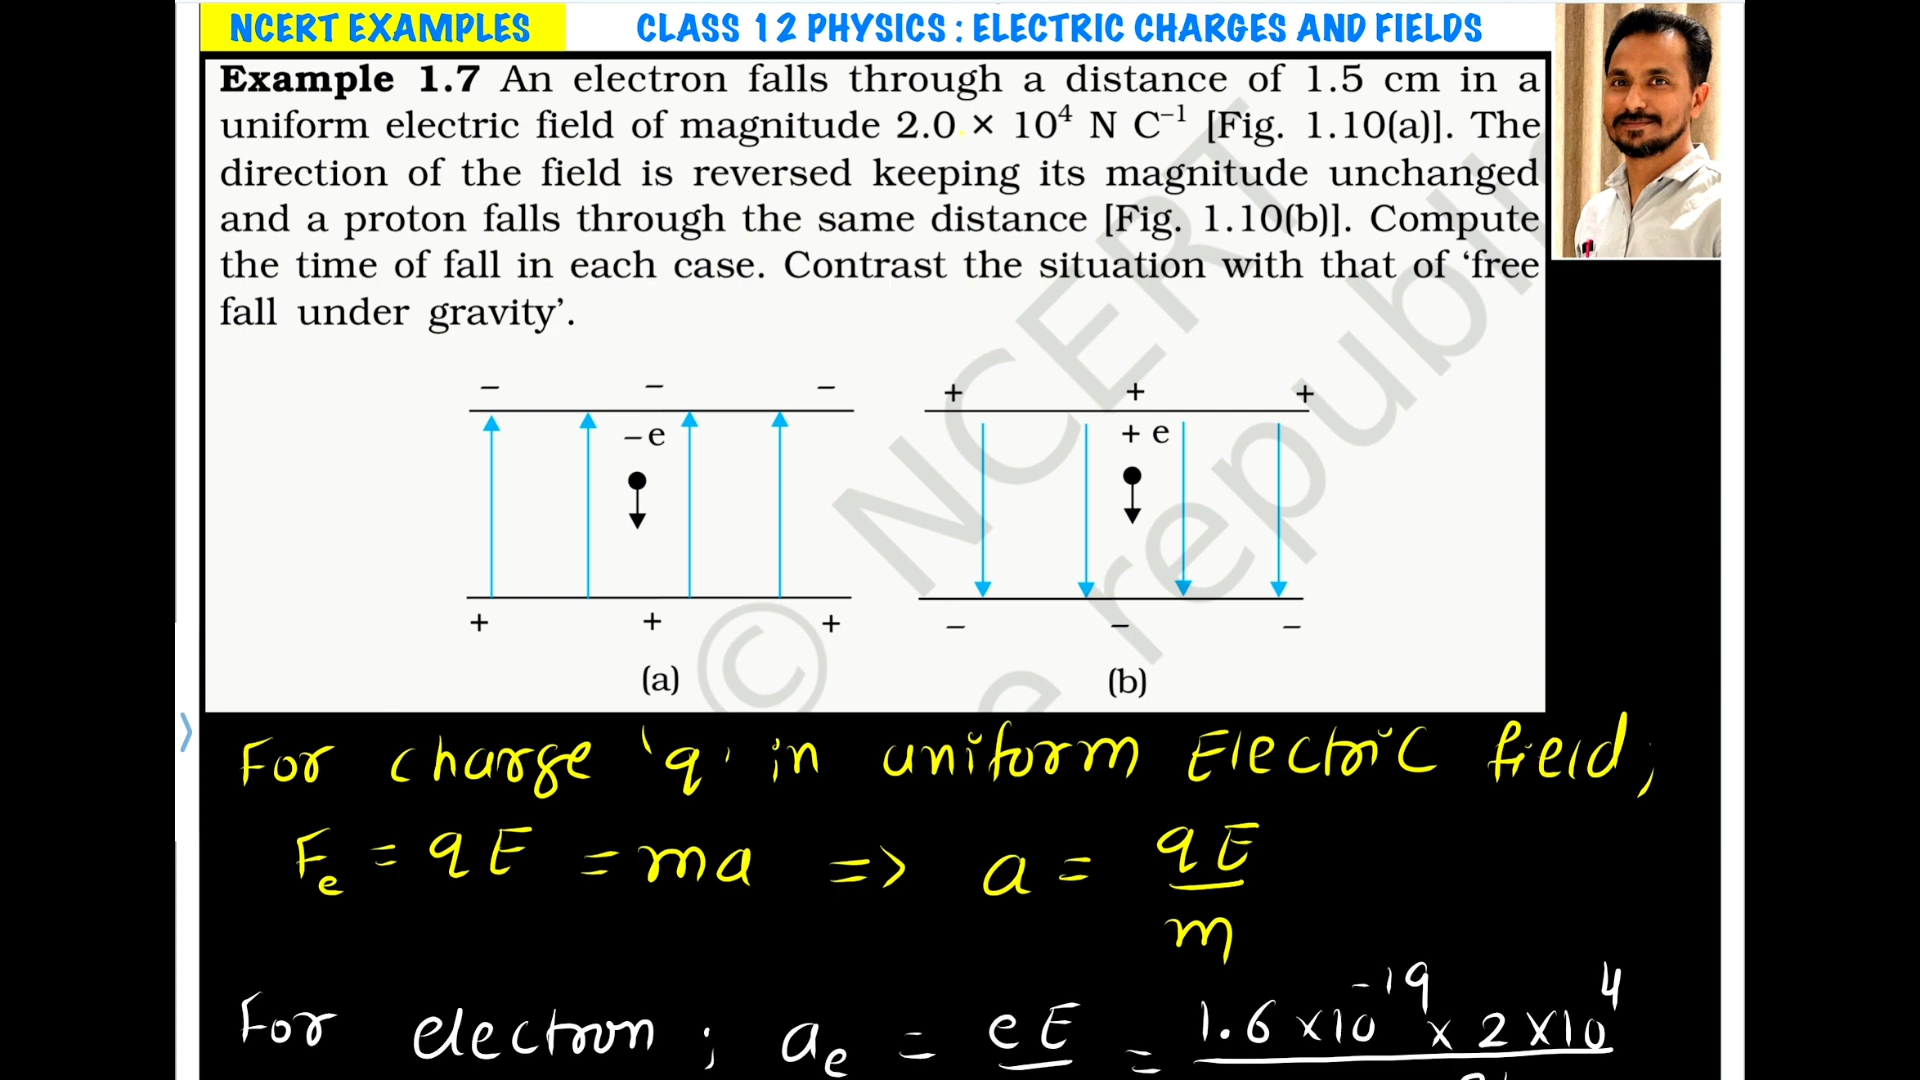 NCERT EXAMPLES
CLASS 12 PHYSICS : ELECTRIC CHARGES AND FIELDS
Example 1.7 An electron falls through a distance of 1.5 cm in a
uniform electric field of magnitude 2.0 × 10⁴ N C⁻¹ [Fig. 1.10(a)]. The
direction of the field is reversed keeping its magnitude unchanged
and a proton falls through the same distance [Fig. 1.10(b)]. Compute
the time of fall in each case. Contrast the situation with that of ‘free
fall under gravity’.
– – –
– e
+ + +
(a)
+ + +
+ e
– – –
(b)
© NCERT
e republi
For charge 'q' in uniform Electric field;
Fe = qE = ma => a = qE/m
For electron; ae = eE = 1.6 x 10⁻¹⁹ x 2 x 10⁴